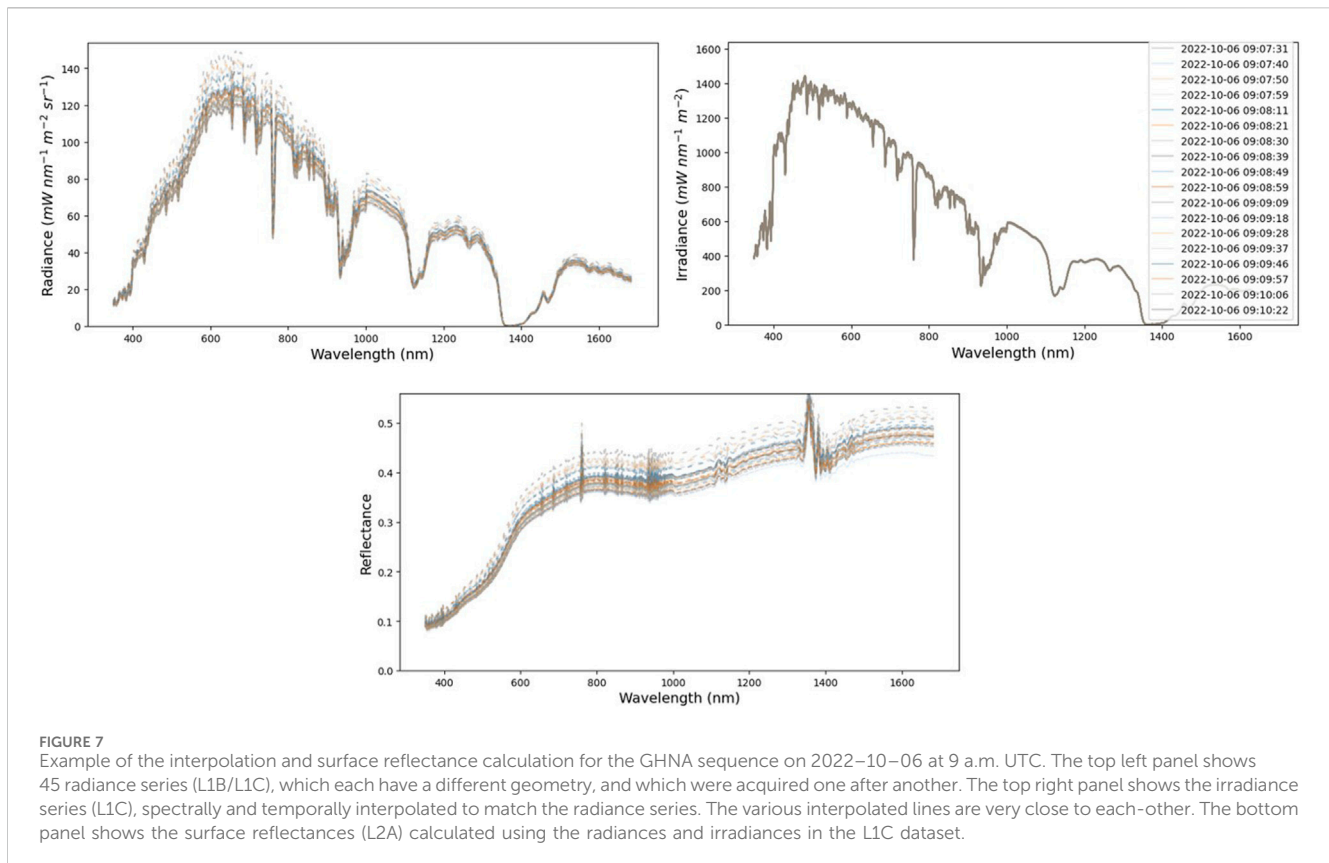 140
120
100
80
60
40
20
0
Radiance (mW nm−1 m−2 sr−1)
400 600 800 1000 1200 1400 1600
Wavelength (nm)
1600
1400
1200
1000
800
600
400
200
0
Irradiance (mW nm−1 m−2)
400 600 800 1000 1200 1400 1600
Wavelength (nm)
2022-10-06 09:07:31
2022-10-06 09:07:40
2022-10-06 09:07:50
2022-10-06 09:07:59
2022-10-06 09:08:11
2022-10-06 09:08:21
2022-10-06 09:08:30
2022-10-06 09:08:39
2022-10-06 09:08:49
2022-10-06 09:08:59
2022-10-06 09:09:09
2022-10-06 09:09:18
2022-10-06 09:09:28
2022-10-06 09:09:37
2022-10-06 09:09:46
2022-10-06 09:09:57
2022-10-06 09:10:06
2022-10-06 09:10:22
0.5
0.4
0.3
0.2
0.1
0.0
Reflectance
400 600 800 1000 1200 1400 1600
Wavelength (nm)
FIGURE 7
Example of the interpolation and surface reflectance calculation for the GHNA sequence on 2022–10–06 at 9 a.m. UTC. The top left panel shows
45 radiance series (L1B/L1C), which each have a different geometry, and which were acquired one after another. The top right panel shows the irradiance
series (L1C), spectrally and temporally interpolated to match the radiance series. The various interpolated lines are very close to each-other. The bottom
panel shows the surface reflectances (L2A) calculated using the radiances and irradiances in the L1C dataset.